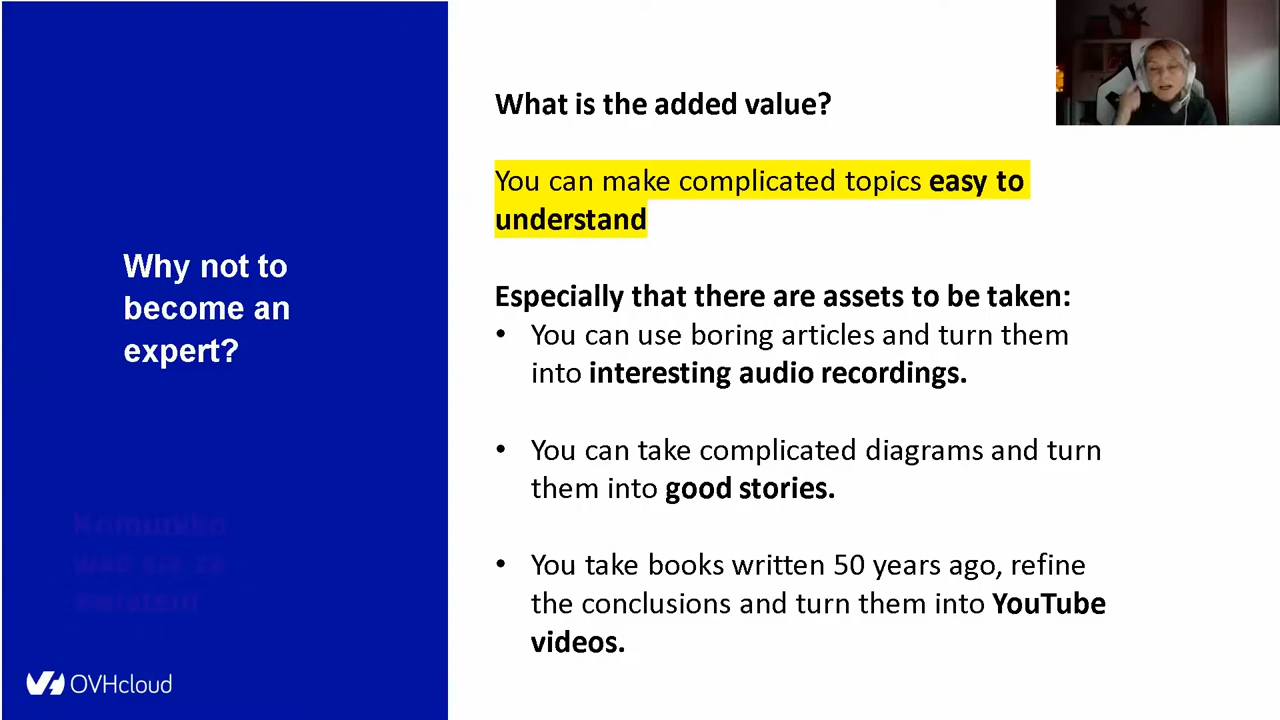 Why not to
become an
expert?
OVHcloud
What is the added value?
You can make complicated topics easy to
understand
Especially that there are assets to be taken:
• You can use boring articles and turn them
into interesting audio recordings.
• You can take complicated diagrams and turn
them into good stories.
• You take books written 50 years ago, refine
the conclusions and turn them into YouTube
videos.